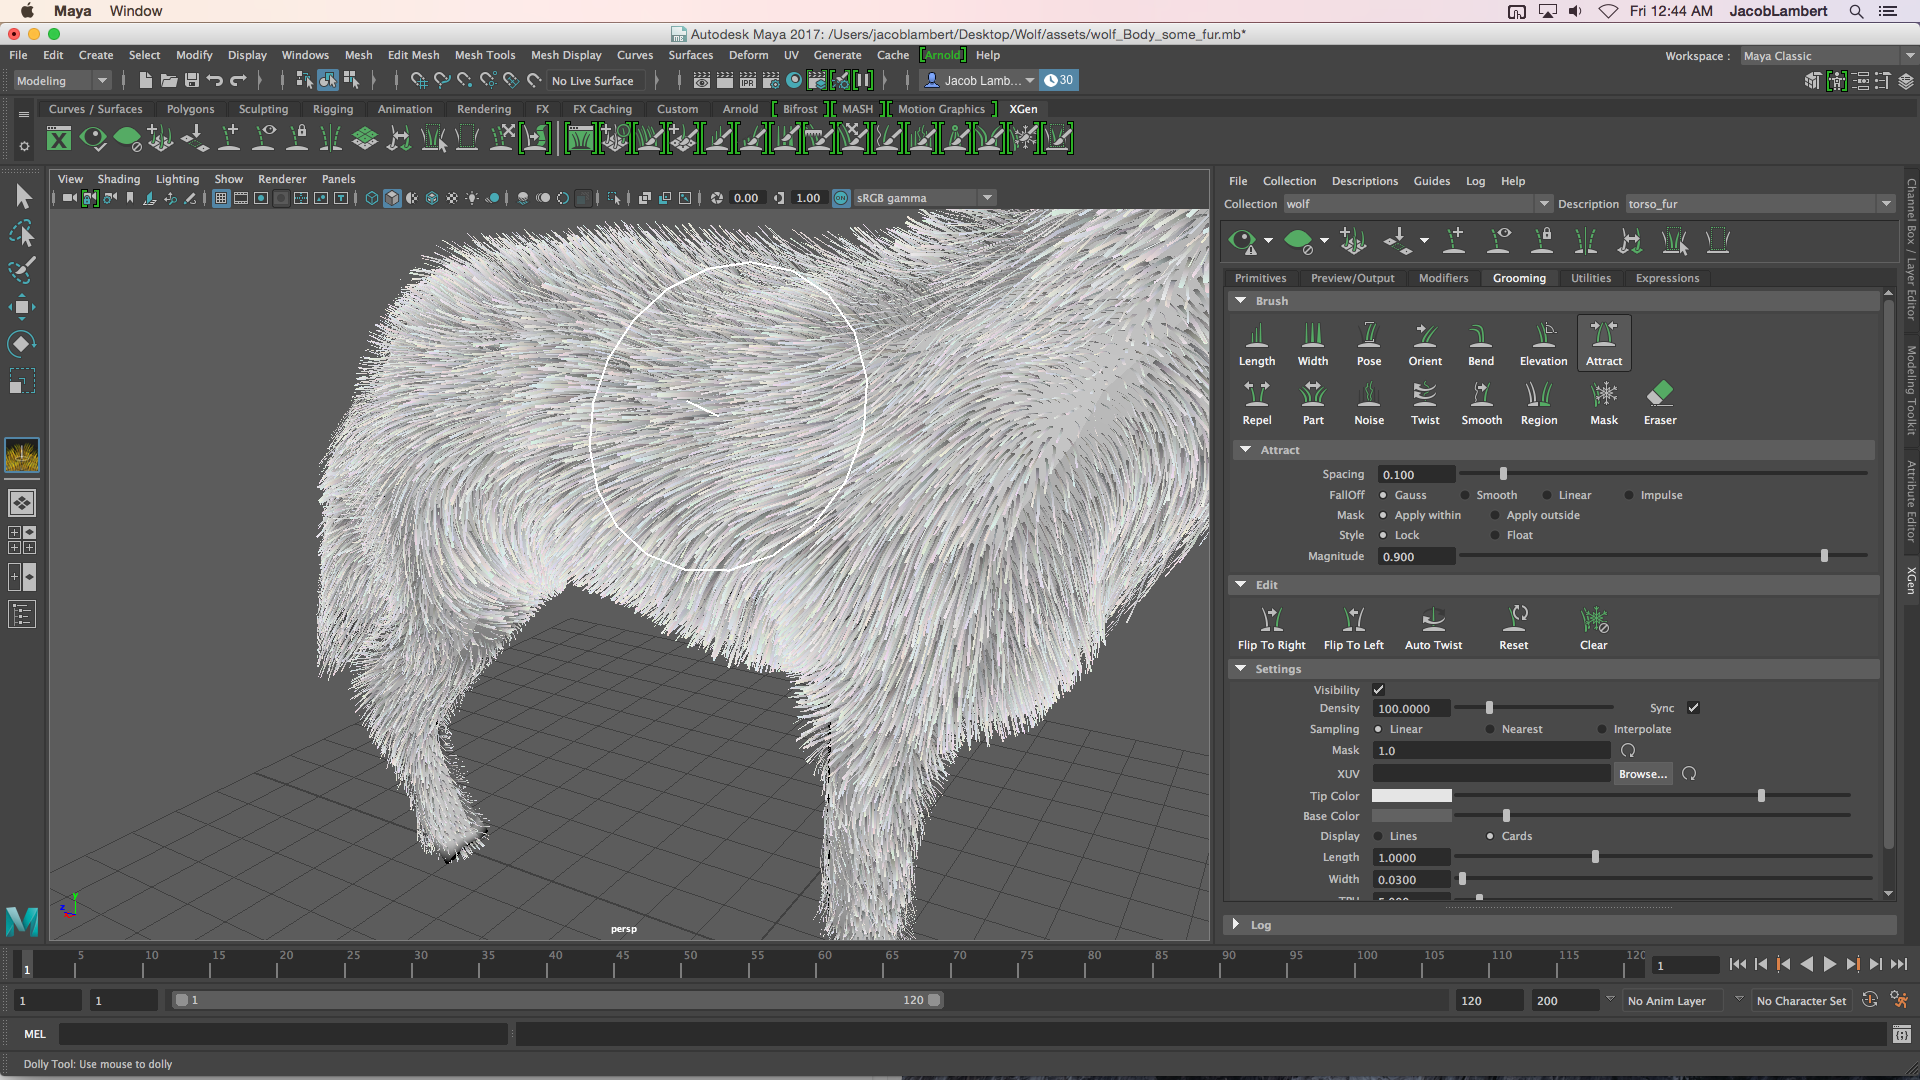 Maya Window
Fri 12:44 AM JacobLambert
Autodesk Maya 2017: /Users/jacoblambert/Desktop/Wolf/assets/wolf_Body_some_fur.mb*
File Edit Create Select Modify Display Windows Mesh Edit Mesh Mesh Tools Mesh Display Curves Surfaces Deform UV Generate Cache [Arnold] Help
Workspace : Maya Classic
Modeling No Live Surface IPR Jacob Lamb... 30
Curves / Surfaces Polygons Sculpting Rigging Animation Rendering FX FX Caching Custom Arnold Bifrost MASH Motion Graphics XGen
View Shading Lighting Show Renderer Panels
0.00 1.00 ON sRGB gamma
File Collection Descriptions Guides Log Help
Collection wolf Description torso_fur
Primitives Preview/Output Modifiers Grooming Utilities Expressions
Brush
Length Width Pose Orient Bend Elevation Attract
Repel Part Noise Twist Smooth Region Mask Eraser
Attract
Spacing 0.100
FallOff Gauss Smooth Linear Impulse
Mask Apply within Apply outside
Style Lock Float
Magnitude 0.900
Edit
Flip To Right Flip To Left Auto Twist Reset Clear
Settings
Visibility
Density 100.0000 Sync
Sampling Linear Nearest Interpolate
Mask 1.0
XUV Browse...
Tip Color
Base Color
Display Lines Cards
Length 1.0000
Width 0.0300
Log
Channel Box / Layer Editor
Modeling Toolkit
Attribute Editor
XGen
y
z
persp
1 5 10 15 20 25 30 35 40 45 50 55 60 65 70 75 80 85 90 95 100 105 110 115 120 1
1 1 1 120 120 200 No Anim Layer No Character Set
MEL
Dolly Tool: Use mouse to dolly